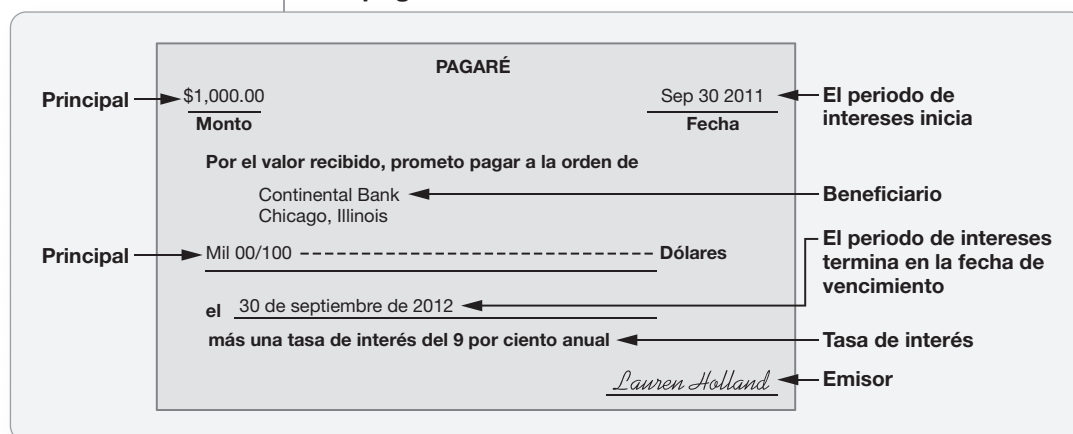 PAGARÉ
Principal
$1,000.00
Monto
Sep 30 2011
Fecha
El periodo de
intereses inicia
Por el valor recibido, prometo pagar a la orden de
Continental Bank
Chicago, Illinois
Beneficiario
Principal
Mil 00/100 Dólares
El periodo de intereses
termina en la fecha de
vencimiento
el 30 de septiembre de 2012
más una tasa de interés del 9 por ciento anual
Tasa de interés
Lauren Holland
Emisor